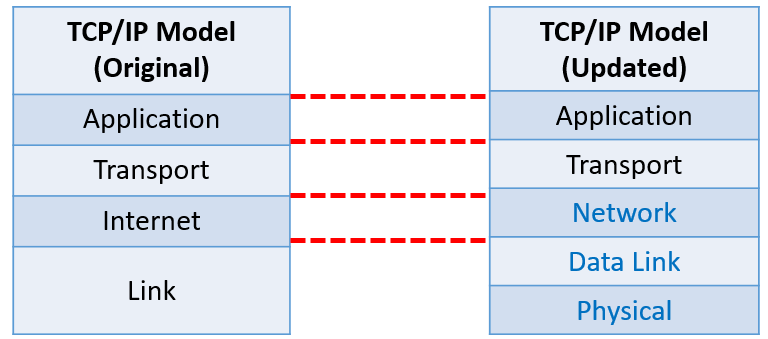 TCP/IP Model
(Original)
Application
Transport
Internet
Link
TCP/IP Model
(Updated)
Application
Transport
Network
Data Link
Physical